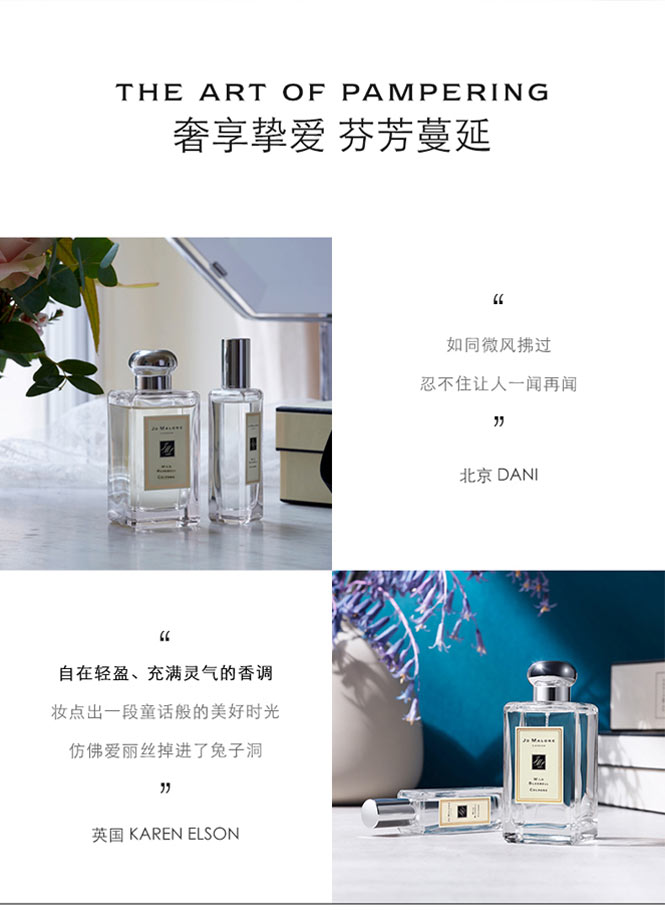 THE ART OF PAMPERING
奢享挚爱 芬芳蔓延
“
如同微风拂过
忍不住让人一闻再闻
”
北京 DANI
JO MALONE
LONDON
WILD
BLUEBELL
COLOGNE
“
自在轻盈、充满灵气的香调
妆点出一段童话般的美好时光
仿佛爱丽丝掉进了兔子洞
”
英国 KAREN ELSON
JO MALONE
LONDON
WILD
BLUEBELL
COLOGNE